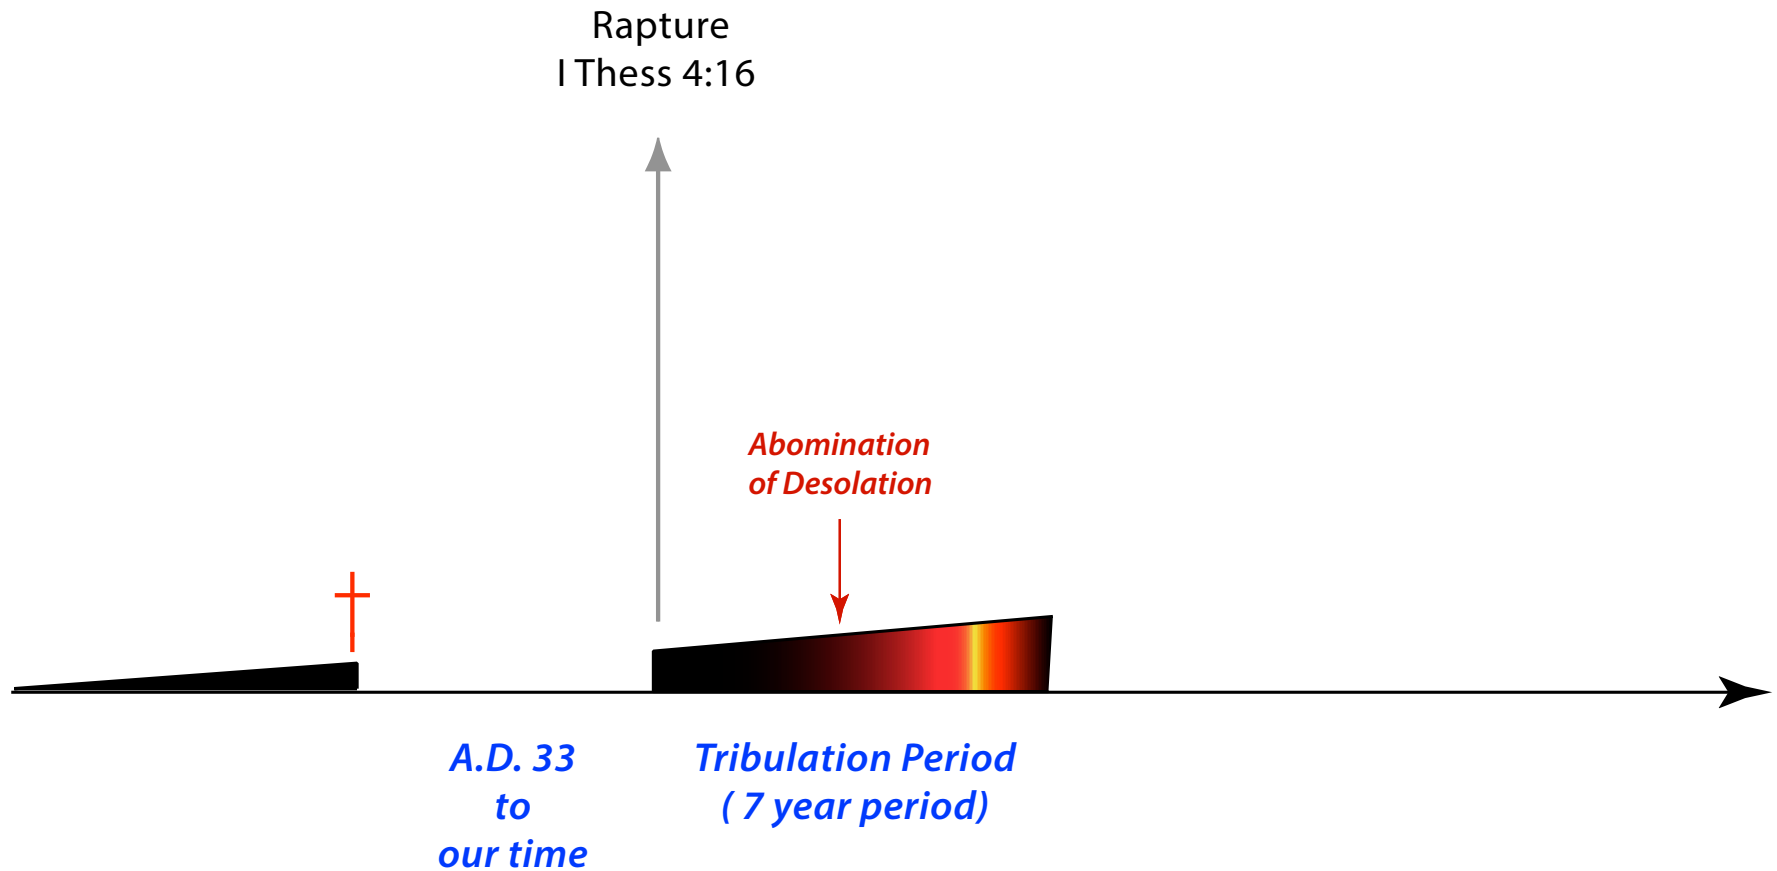 Rapture
I Thess 4:16
Abomination
of Desolation
A.D. 33
to
our time
Tribulation Period
( 7 year period)